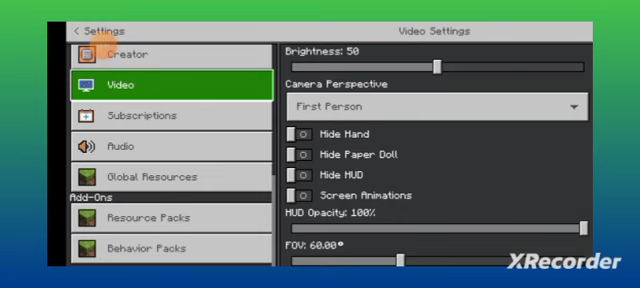 < Settings
Video Settings
Creator
Video
Subscriptions
Audio
Global Resources
Add-Ons
Resource Packs
Behavior Packs
Brightness: 50
Camera Perspective
First Person
Hide Hand
Hide Paper Doll
Hide HUD
Screen Animations
HUD Opacity: 100%
FOV: 60.00°
XRecorder